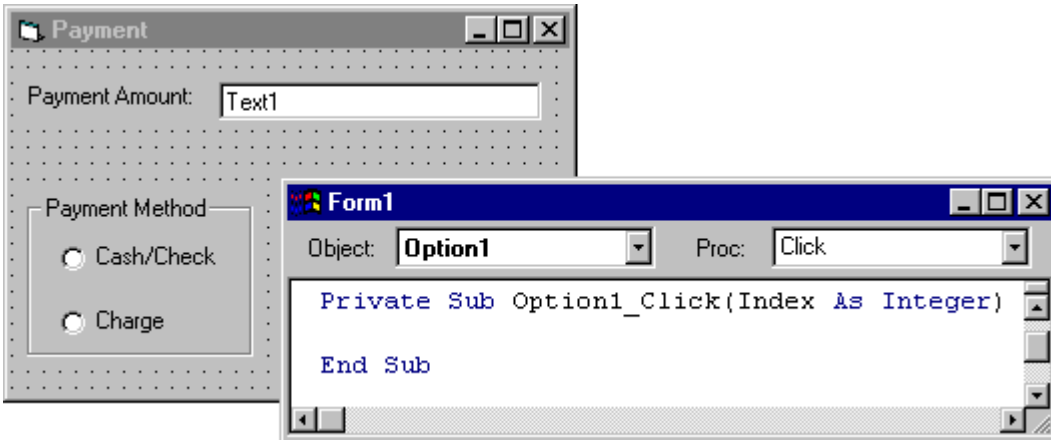 Payment
Payment Amount: Text1
Payment Method
Cash/Check
Charge
Form1
Object: Option1 Proc: Click
Private Sub Option1_Click(Index As Integer)
End Sub